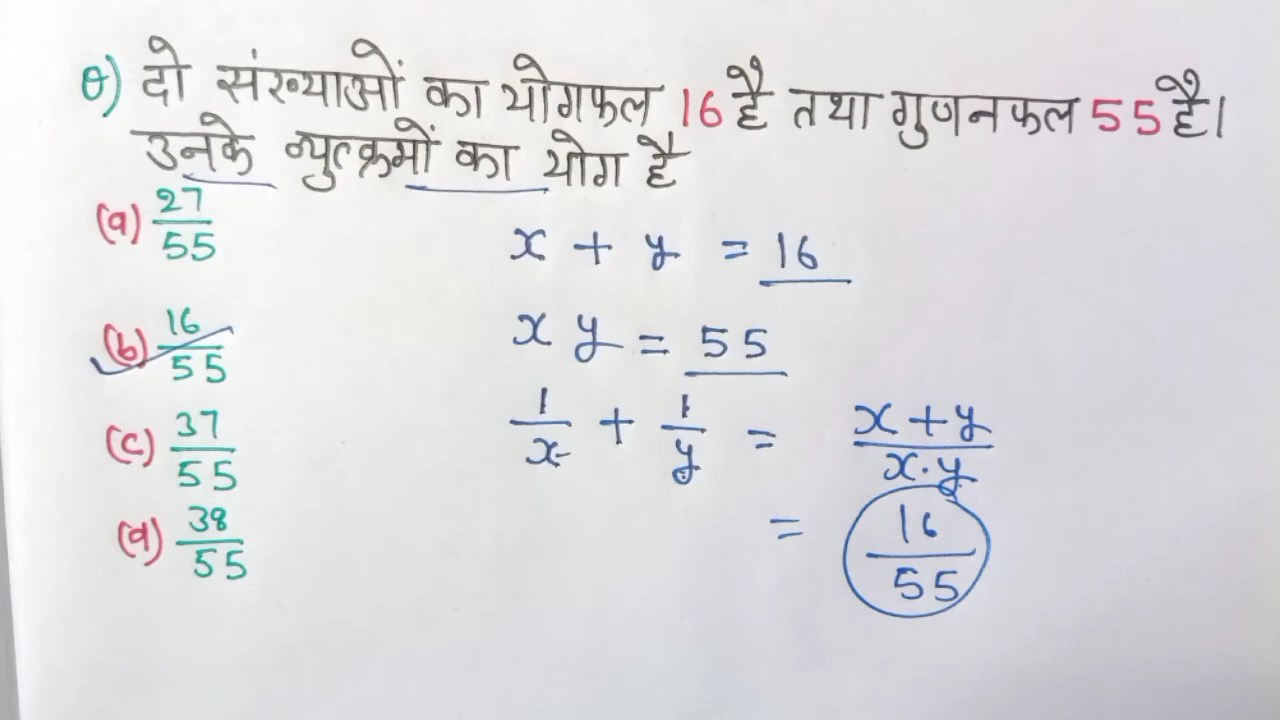 Q) दो संख्याओं का योगफल 16 है तथा गुणनफल 55 है।
उनके व्युत्क्रमों का योग है
(a) 27/55
(b) 16/55
(c) 37/55
(d) 38/55
x + y = 16
x y = 55
1/x + 1/y = x+y/x.y
= 16/55